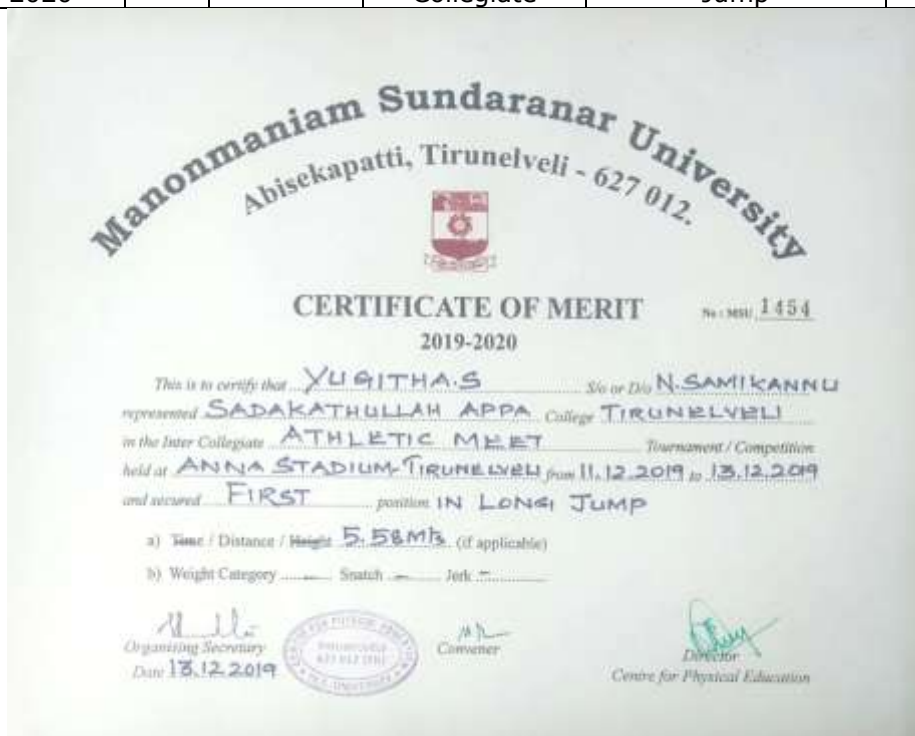 2020 Collegiate Jump
Manonmaniam Sundaranar University
Abisekapatti, Tirunelveli - 627 012.
CERTIFICATE OF MERIT No : MSU 1454
2019-2020
This is to certify that YUGITHA.S S/o or D/o N.SAMIKANNU
represented SADAKATHULLAH APPA College TIRUNELVELI
in the Inter Collegiate ATHLETIC MEET Tournament / Competition
held at ANNA STADIUM-TIRUNELVELI from 11.12.2019 to 13.12.2019
and secured FIRST position IN LONG JUMP
a) Time / Distance / Height 5.58Mts (if applicable)
b) Weight Category ....... Snatch ....... Jerk .......
Organising Secretary Convener Director
Date 13.12.2019 Centre for Physical Education